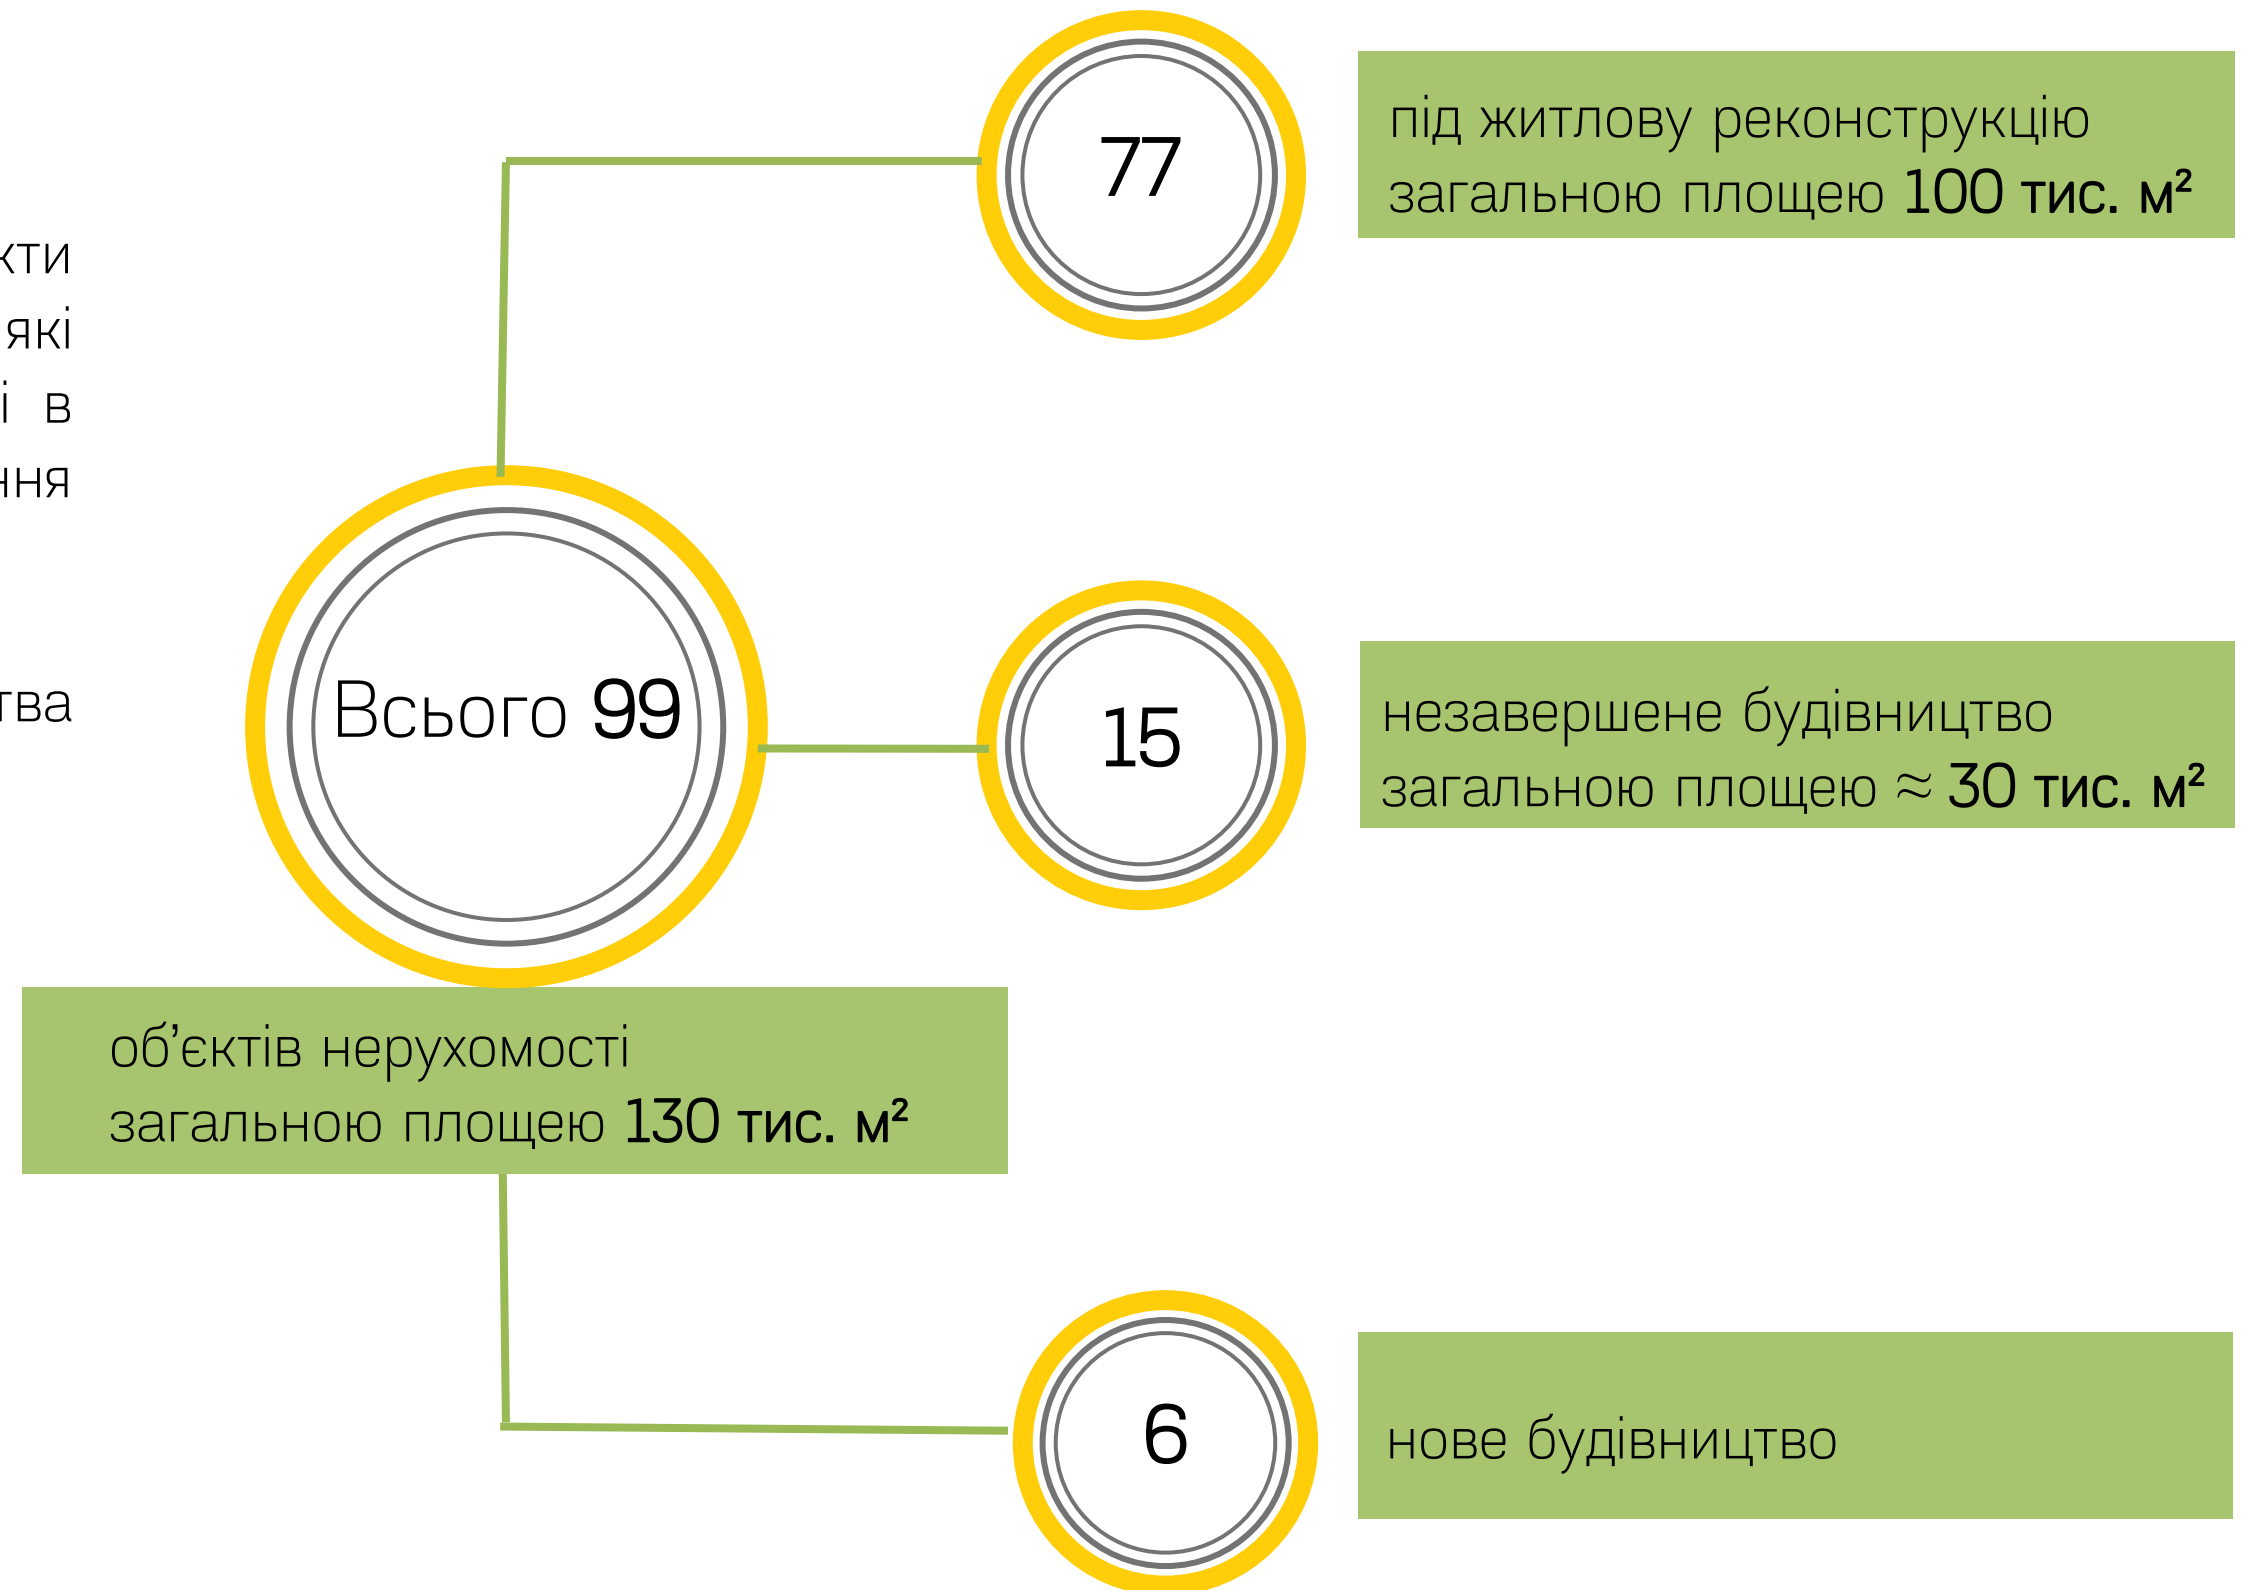 77
під житлову реконструкцію
загальною площею 100 тис. м²
які
і в
Всього 99
15
незавершене будівництво
загальною площею ≈ 30 тис. м²
об’єктів нерухомості
загальною площею 130 тис. м²
6
нове будівництво